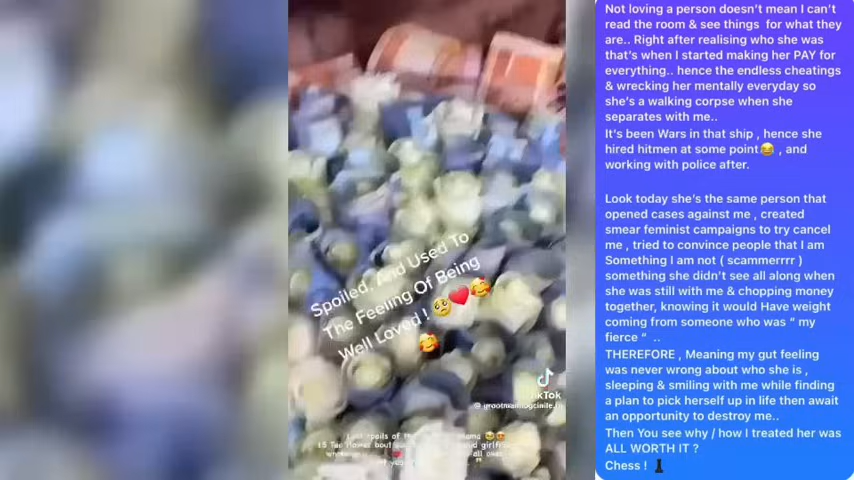 Spoiled, And Used To
The Feeling Of Being
Well Loved ! 🥹❤️🥰
🥰
TikTok
Not loving a person doesn’t mean I can’t
read the room & see things for what they
are.. Right after realising who she was
that’s when I started making her PAY for
everything.. hence the endless cheatings
& wrecking her mentally everyday so
she’s a walking corpse when she
separates with me..
It’s been Wars in that ship , hence she
hired hitmen at some point😂 , and
working with police after.
Look today she’s the same person that
opened cases against me , created
smear feminist campaigns to try cancel
me , tried to convince people that I am
Something I am not ( scammerrrr )
something she didn’t see all along when
she was still with me & chopping money
together, knowing it would Have weight
coming from someone who was “ my
fierce “ ..
THEREFORE , Meaning my gut feeling
was never wrong about who she is ,
sleeping & smiling with me while finding
a plan to pick herself up in life then await
an opportunity to destroy me..
Then You see why / how I treated her was
ALL WORTH IT ?
Chess ! ♟️